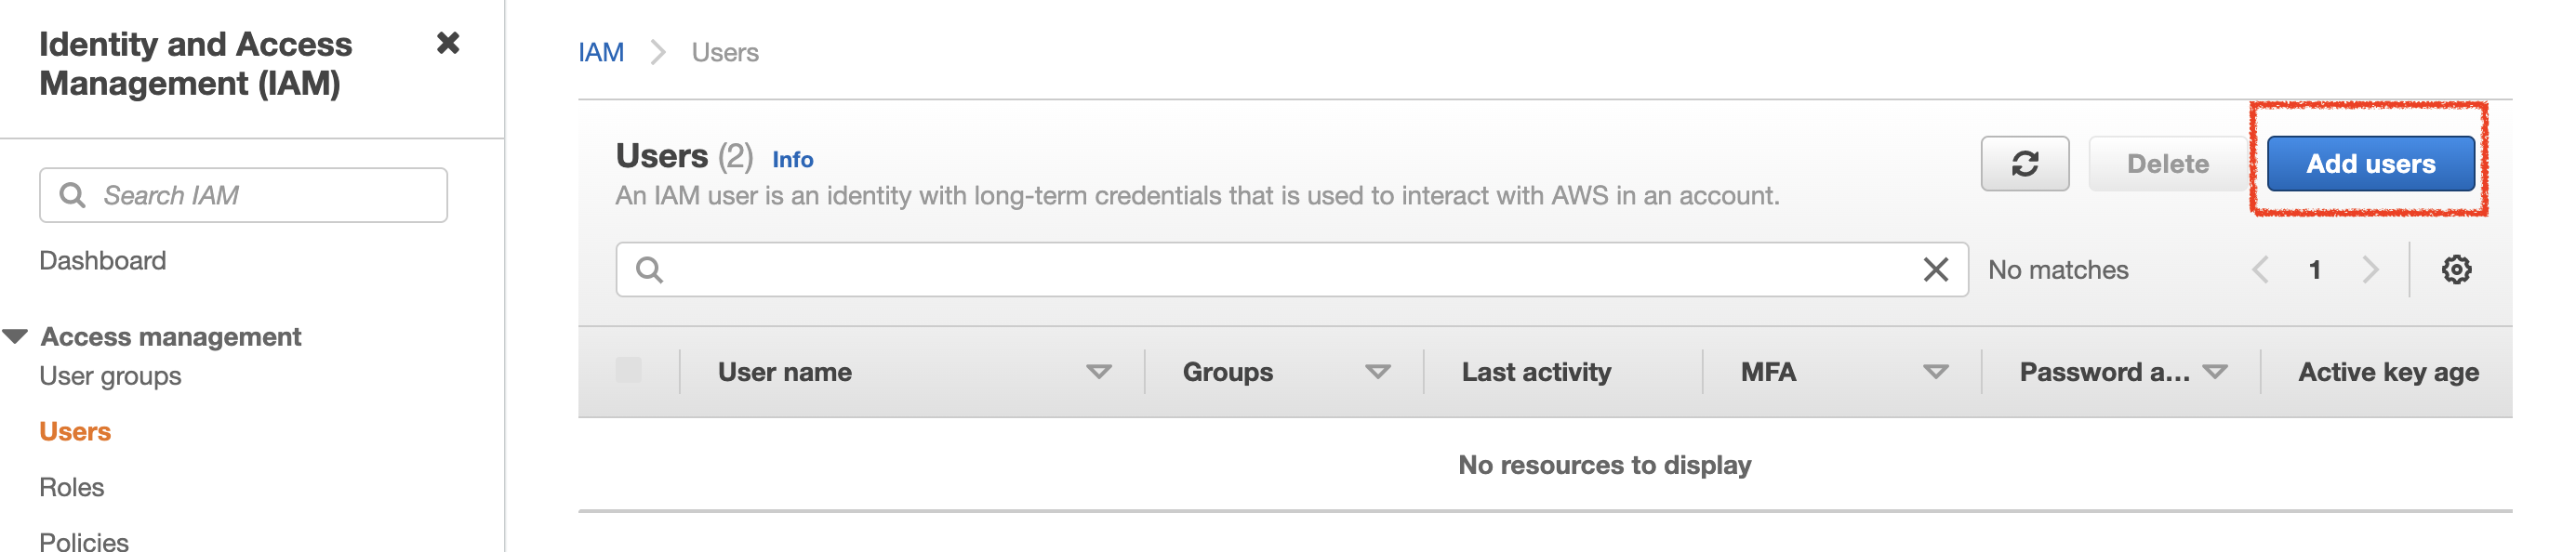 Identity and Access
Management (IAM)
Search IAM
Dashboard
Access management
User groups
Users
Roles
Policies
IAM
Users
Users (2) Info
An IAM user is an identity with long-term credentials that is used to interact with AWS in an account.
Delete
Add users
No matches
1
User name
Groups
Last activity
MFA
Password a...
Active key age
No resources to display